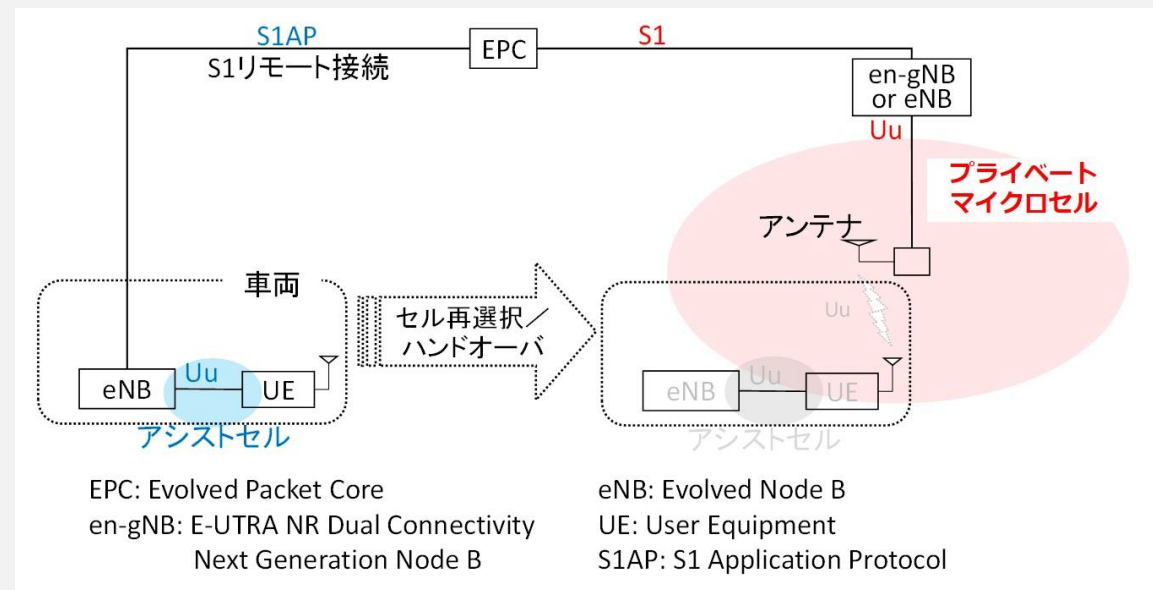 S1AP
S1リモート接続
EPC
S1
en-gNB
or eNB
Uu
プライベート
マイクロセル
アンテナ
車両
セル再選択／
ハンドオーバ
Uu
eNB
Uu
UE
アシストセル
eNB
Uu
UE
アシストセル
EPC: Evolved Packet Core
en-gNB: E-UTRA NR Dual Connectivity
Next Generation Node B
eNB: Evolved Node B
UE: User Equipment
S1AP: S1 Application Protocol